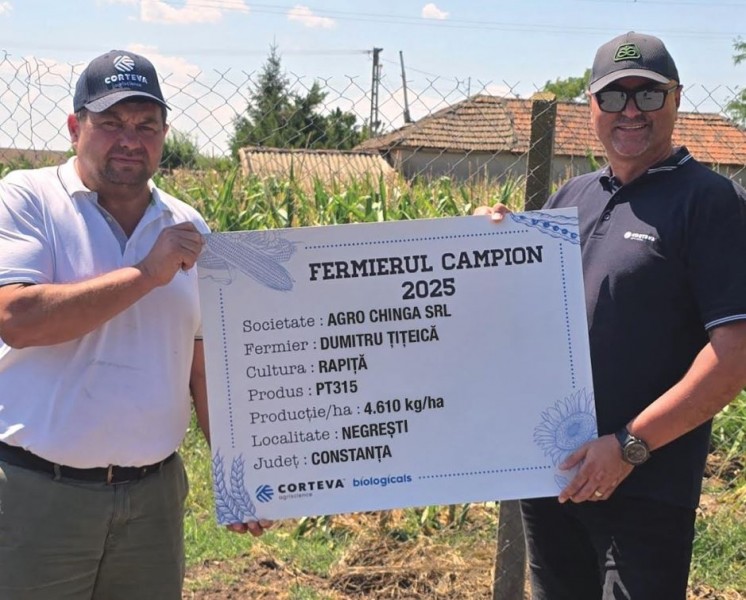 CORTEVA
agriscience
CORTEVA
FERMIERUL CAMPION
2025
Societate : AGRO CHINGA SRL
Fermier : DUMITRU ȚIȚEICĂ
Cultura : RAPIȚĂ
Produs : PT315
Producție/ha : 4.610 kg/ha
Localitate : NEGREȘTI
Județ : CONSTANȚA
CORTEVA™ biologicals
agriscience